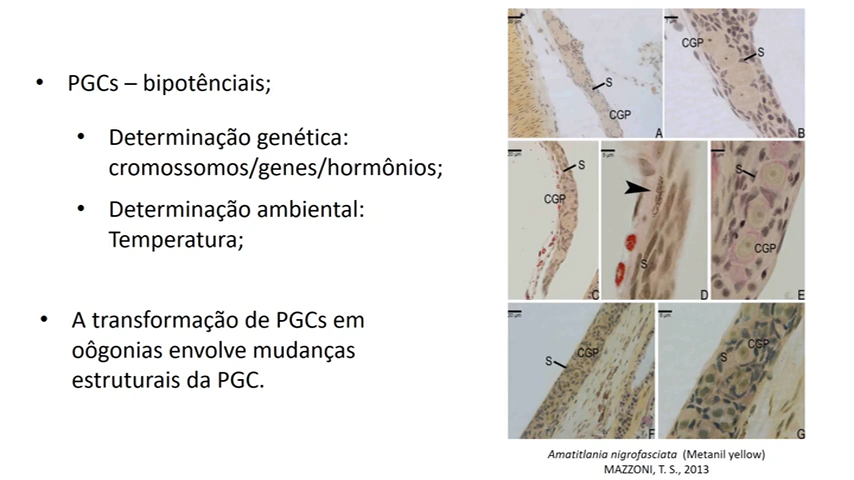 • PGCs – bipotênciais;
• Determinação genética:
cromossomos/genes/hormônios;
• Determinação ambiental:
Temperatura;
• A transformação de PGCs em
oôgonias envolve mudanças
estruturais da PGC.
S
CGP
A
CGP
S
B
S
CGP
C
S
D
S
CGP
E
S
CGP
F
CGP
S
G
Amatitlania nigrofasciata (Metanil yellow)
MAZZONI, T. S., 2013